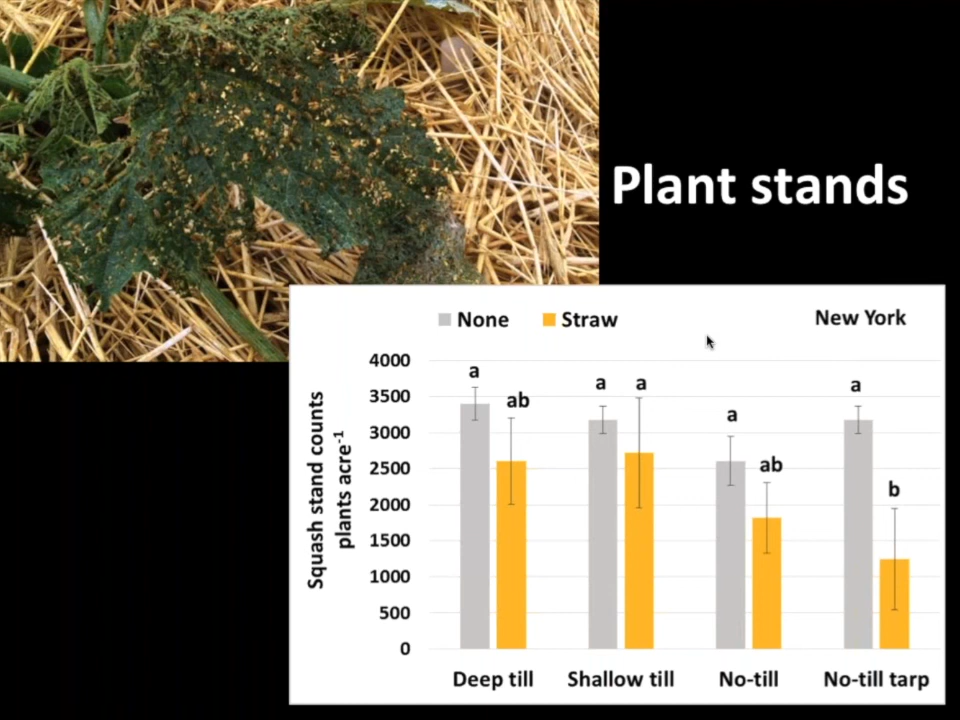 Plant stands
None Straw New York
Squash stand counts
plants acre-1
4000
3500
3000
2500
2000
1500
1000
500
0
a ab a a a ab a b
Deep till Shallow till No-till No-till tarp